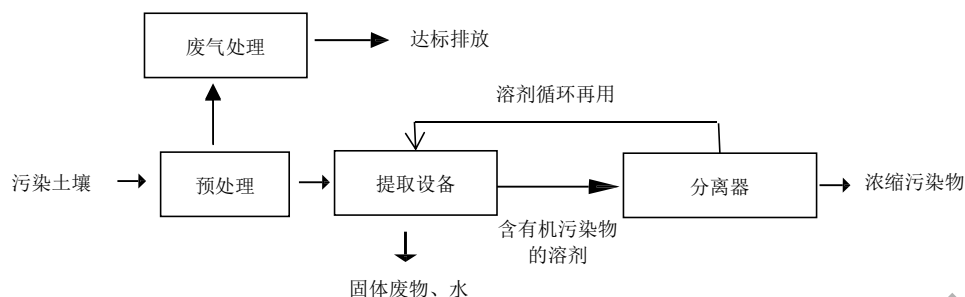 废气处理
达标排放
溶剂循环再用
污染土壤
预处理
提取设备
分离器
浓缩污染物
含有机污染物
的溶剂
固体废物、水